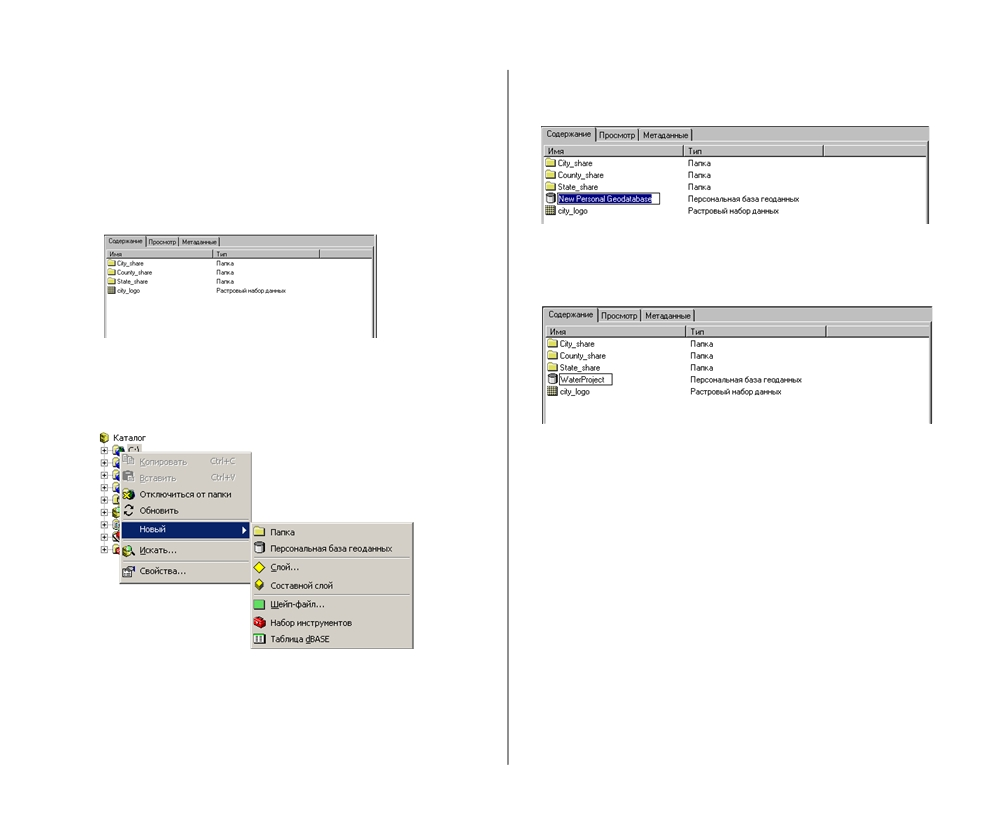 Содержание Просмотр Метаданные
Имя Тип
City_share Папка
County_share Папка
State_share Папка
city_logo Растровый набор данных
Каталог
C:\
Копировать Ctrl+C
Вставить Ctrl+V
Отключиться от папки
Обновить
Новый
Искать...
Свойства...
Папка
Персональная база геоданных
Слой...
Составной слой
Шейп-файл...
Набор инструментов
Таблица dBASE
Содержание Просмотр Метаданные
Имя Тип
City_share Папка
County_share Папка
State_share Папка
New Personal Geodatabase Персональная база геоданных
city_logo Растровый набор данных
Содержание Просмотр Метаданные
Имя Тип
City_share Папка
County_share Папка
State_share Папка
WaterProject Персональная база геоданных
city_logo Растровый набор данных